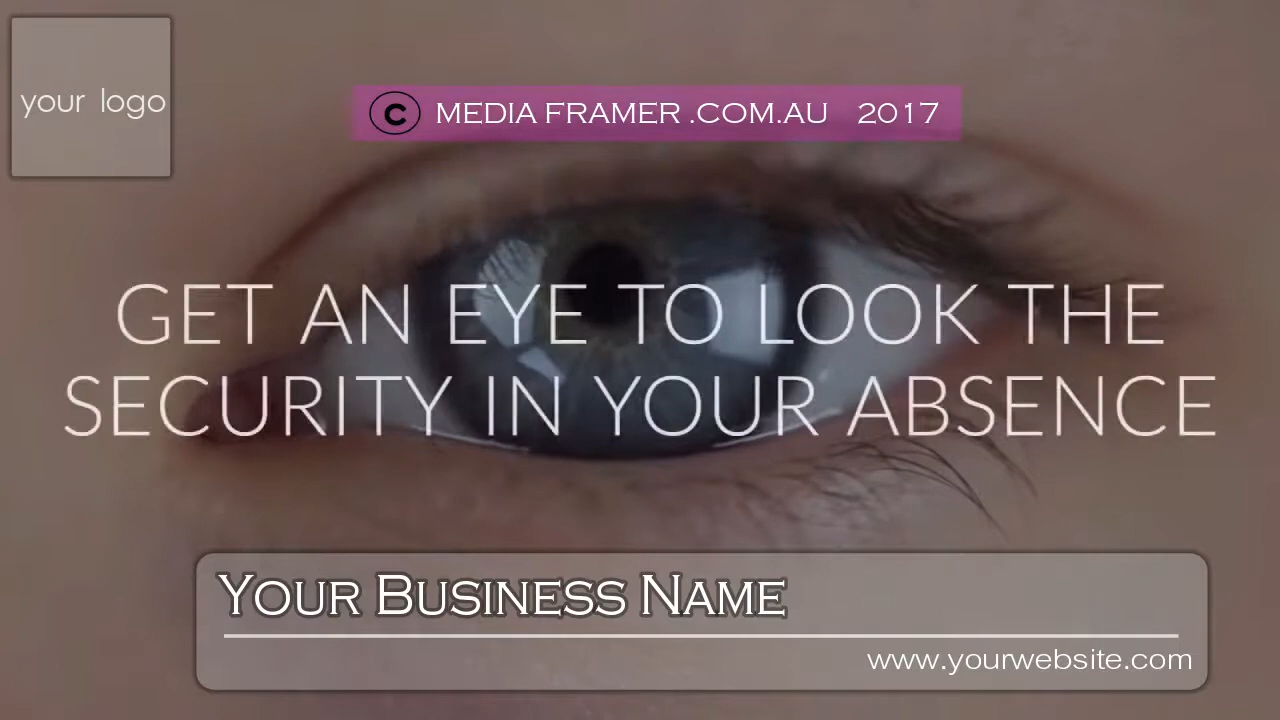 your logo
© MEDIA FRAMER .COM.AU 2017
GET AN EYE TO LOOK THE
SECURITY IN YOUR ABSENCE
YOUR BUSINESS NAME
www.yourwebsite.com